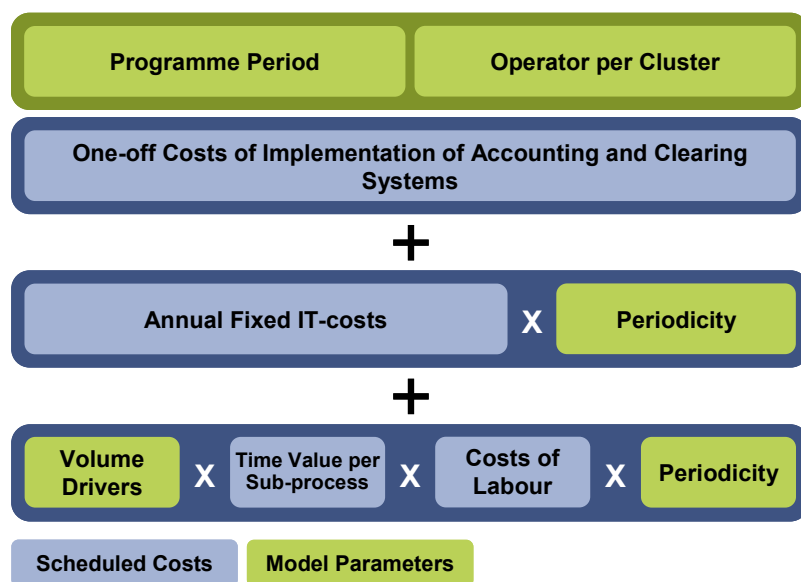 Programme Period Operator per Cluster
One-off Costs of Implementation of Accounting and Clearing
Systems
+
Annual Fixed IT-costs X Periodicity
+
Volume
Drivers
X
Time Value per
Sub-process
X
Costs of
Labour
X
Periodicity
Scheduled Costs Model Parameters